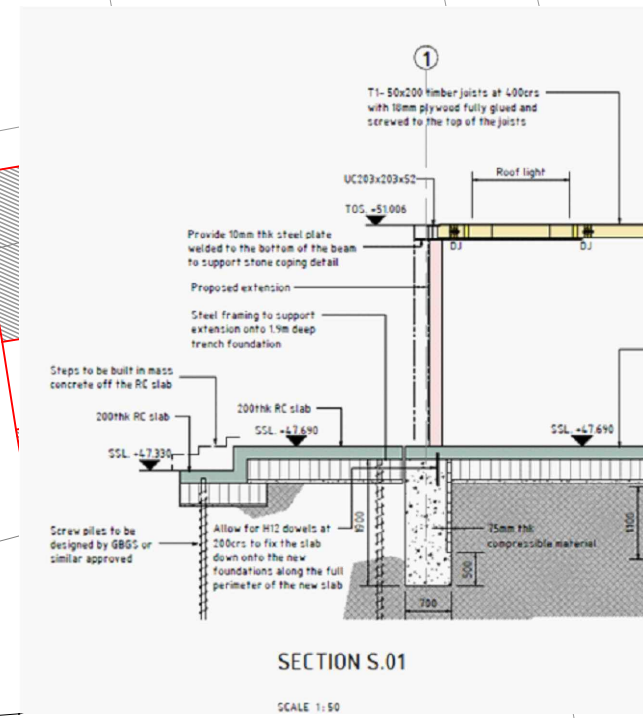 1
T1- 50x200 timber joists at 400crs
with 18mm plywood fully glued and
screwed to the top of the joists
Roof light
UC203x203x52
TOS. +51.006
Provide 10mm thk steel plate
welded to the bottom of the beam
to support stone coping detail
DJ
DJ
Proposed extension
Steel framing to support
extension onto 1.9m deep
trench foundation
Steps to be built in mass
concrete off the RC slab
200thk RC slab
200thk RC slab
SSL. +47.690
SSL. +47.690
SSL. +47.330
Screw piles to be
designed by GBGS or
similar approved
Allow for H12 dowels at
200crs to fix the slab
down onto the new
foundations along the full
perimeter of the new slab
1900
75mm thk
compressible material
1100
500
700
SECTION S.01
SCALE 1:50